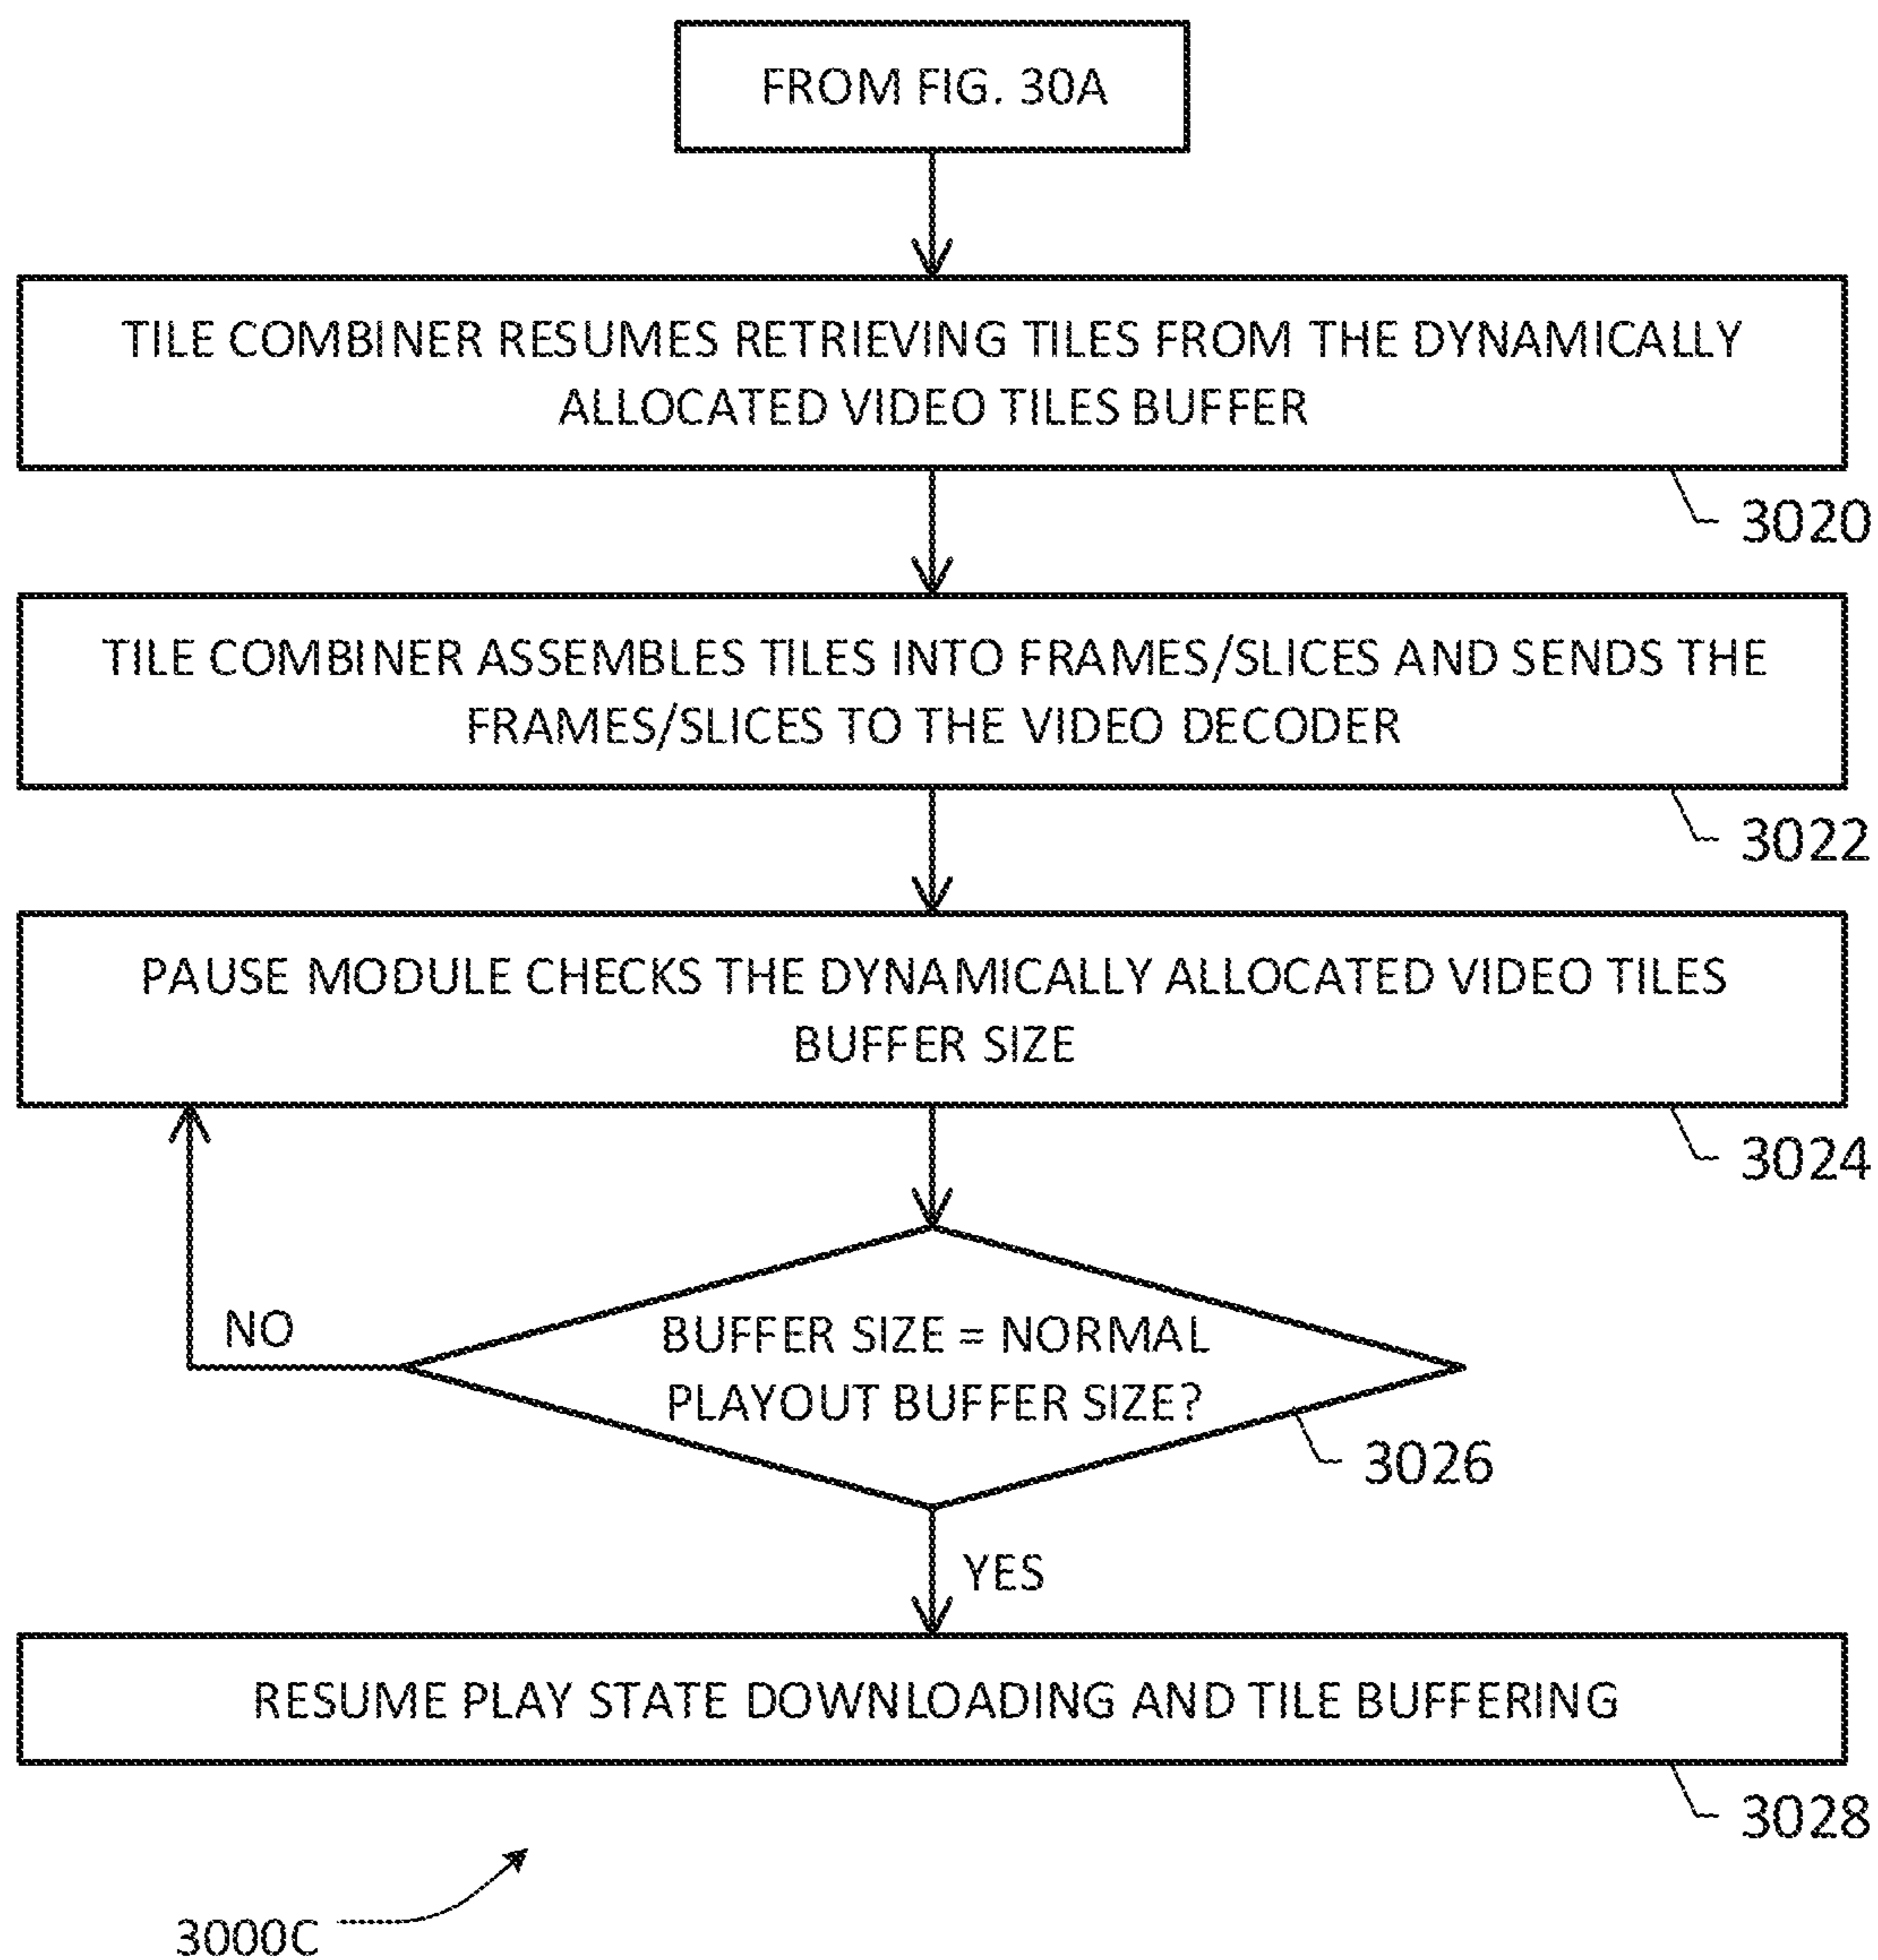 FROM FIG. 30A
TILE COMBINER RESUMES RETRIEVING TILES FROM THE DYNAMICALLY
ALLOCATED VIDEO TILES BUFFER
3020
TILE COMBINER ASSEMBLES TILES INTO FRAMES/SLICES AND SENDS THE
FRAMES/SLICES TO THE VIDEO DECODER
3022
PAUSE MODULE CHECKS THE DYNAMICALLY ALLOCATED VIDEO TILES
BUFFER SIZE
3024
NO
BUFFER SIZE = NORMAL
PLAYOUT BUFFER SIZE?
3026
YES
RESUME PLAY STATE DOWNLOADING AND TILE BUFFERING
3028
3000C